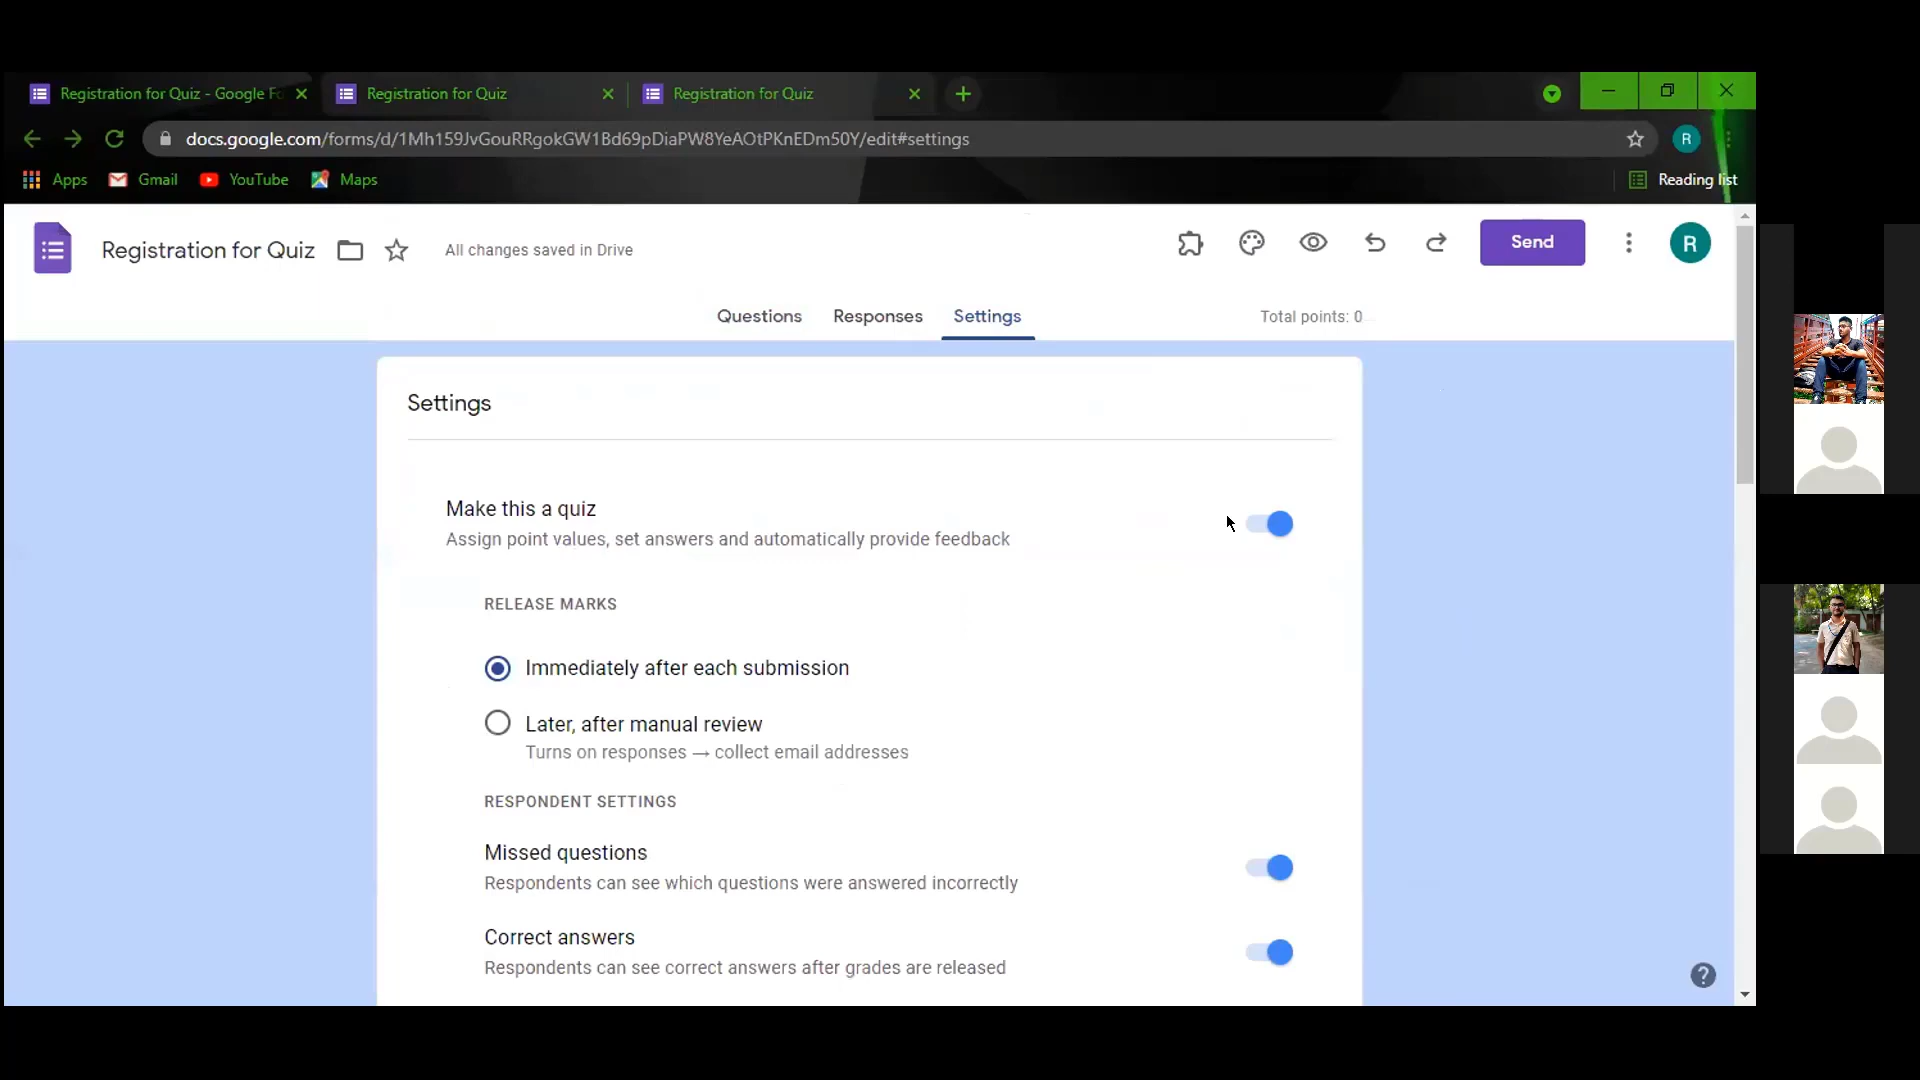 Registration for Quiz - Google Fo
Registration for Quiz
Registration for Quiz
docs.google.com/forms/d/1Mh159JvGouRRgokGW1Bd69pDiaPW8YeAOtPKnEDm50Y/edit#settings
R
Apps
Gmail
YouTube
Maps
Reading list
Registration for Quiz
All changes saved in Drive
Send
R
Questions
Responses
Settings
Total points: 0
Settings
Make this a quiz
Assign point values, set answers and automatically provide feedback
RELEASE MARKS
Immediately after each submission
Later, after manual review
Turns on responses → collect email addresses
RESPONDENT SETTINGS
Missed questions
Respondents can see which questions were answered incorrectly
Correct answers
Respondents can see correct answers after grades are released